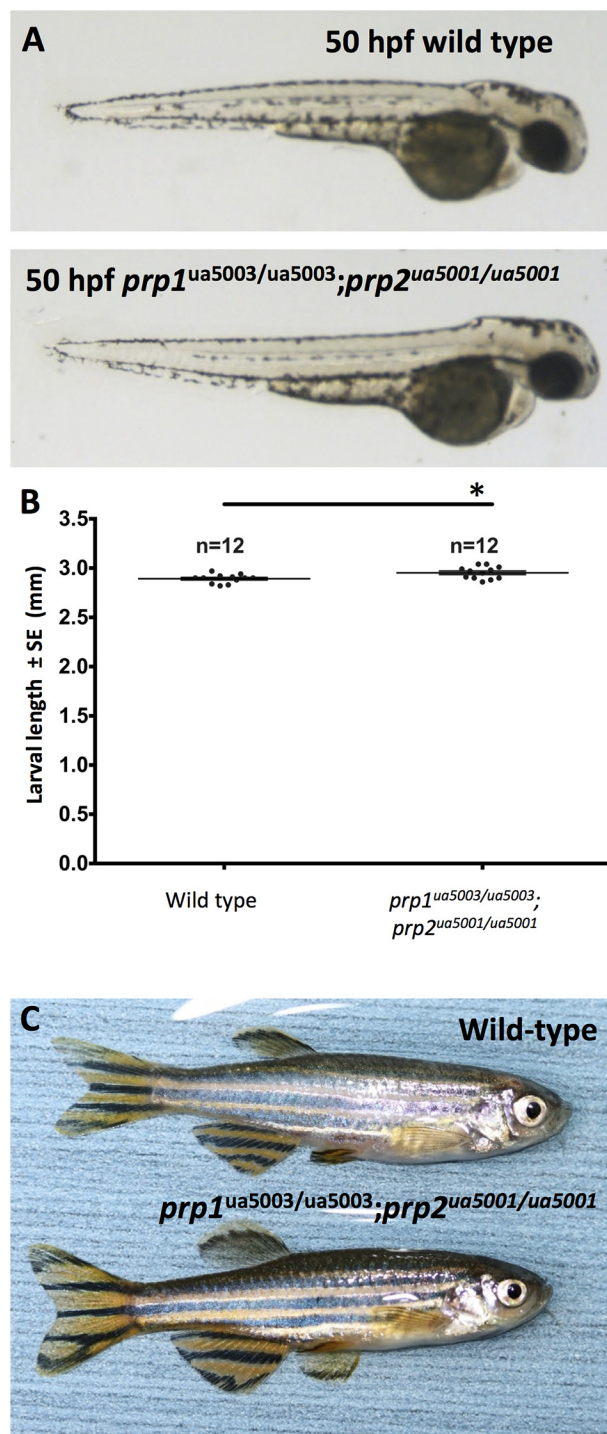 A
50 hpf wild type
50 hpf prp1ua5003/ua5003;prp2ua5001/ua5001
B
*
n=12
n=12
3.5
3.0
2.5
2.0
1.5
1.0
0.5
0.0
Larval length ± SE (mm)
Wild type
prp1ua5003/ua5003;
prp2ua5001/ua5001
C
Wild-type
prp1ua5003/ua5003;prp2ua5001/ua5001